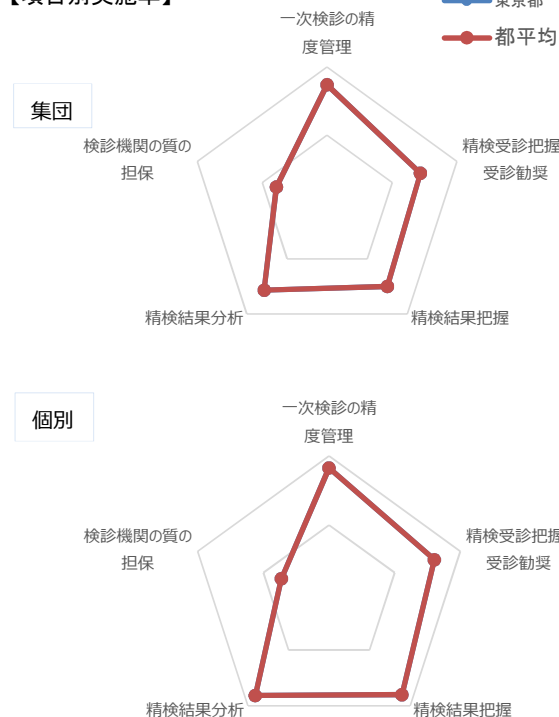 【項目別実施率】
東京都
都平均
集団
一次検診の精
度管理
検診機関の質の
担保
精検受診把握
受診勧奨
精検結果分析
精検結果把握
個別
一次検診の精
度管理
検診機関の質の
担保
精検受診把握
受診勧奨
精検結果分析
精検結果把握